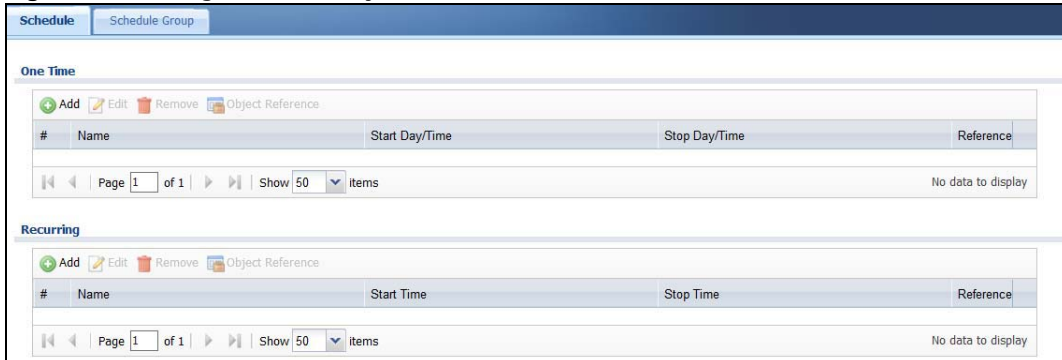 Schedule Schedule Group
One Time
Add Edit Remove Object Reference
# Name Start Day/Time Stop Day/Time Reference
Page 1 of 1 Show 50 items No data to display
Recurring
Add Edit Remove Object Reference
# Name Start Time Stop Time Reference
Page 1 of 1 Show 50 items No data to display